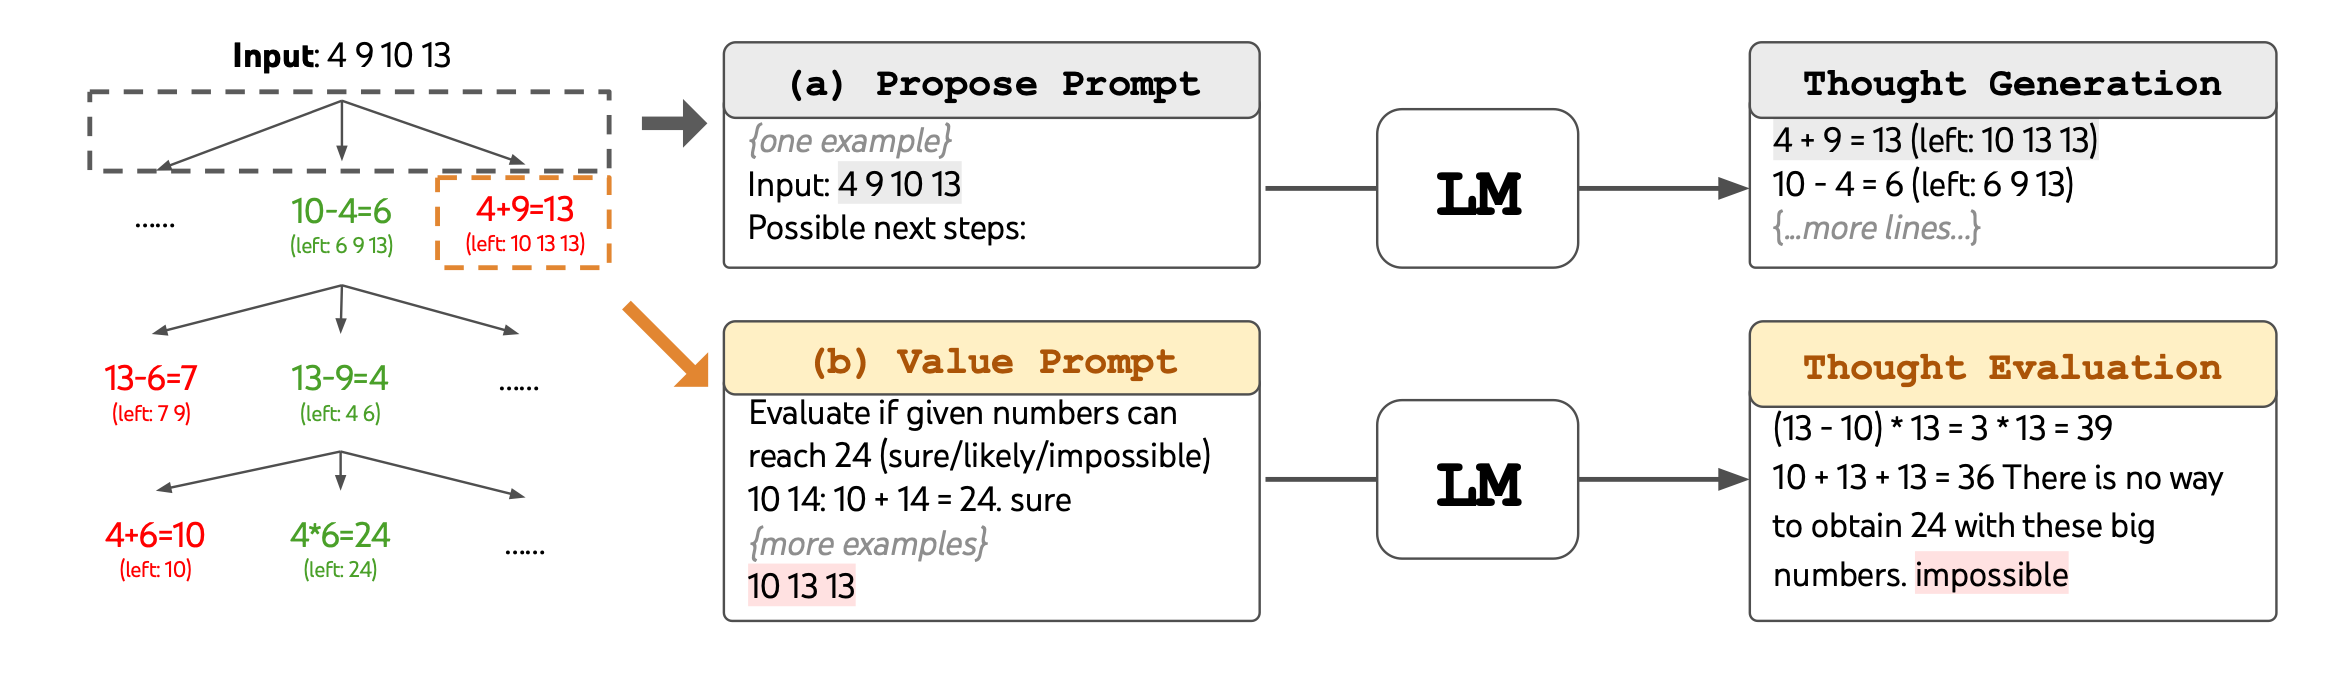 Input: 4 9 10 13
......
10-4=6
(left: 6 9 13)
4+9=13
(left: 10 13 13)
13-6=7
(left: 7 9)
13-9=4
(left: 4 6)
......
4+6=10
(left: 10)
4*6=24
(left: 24)
......
(a) Propose Prompt
{one example}
Input: 4 9 10 13
Possible next steps:
LM
Thought Generation
4 + 9 = 13 (left: 10 13 13)
10 - 4 = 6 (left: 6 9 13)
{...more lines...}
(b) Value Prompt
Evaluate if given numbers can
reach 24 (sure/likely/impossible)
10 14: 10 + 14 = 24. sure
{more examples}
10 13 13
LM
Thought Evaluation
(13 - 10) * 13 = 3 * 13 = 39
10 + 13 + 13 = 36 There is no way
to obtain 24 with these big
numbers. impossible